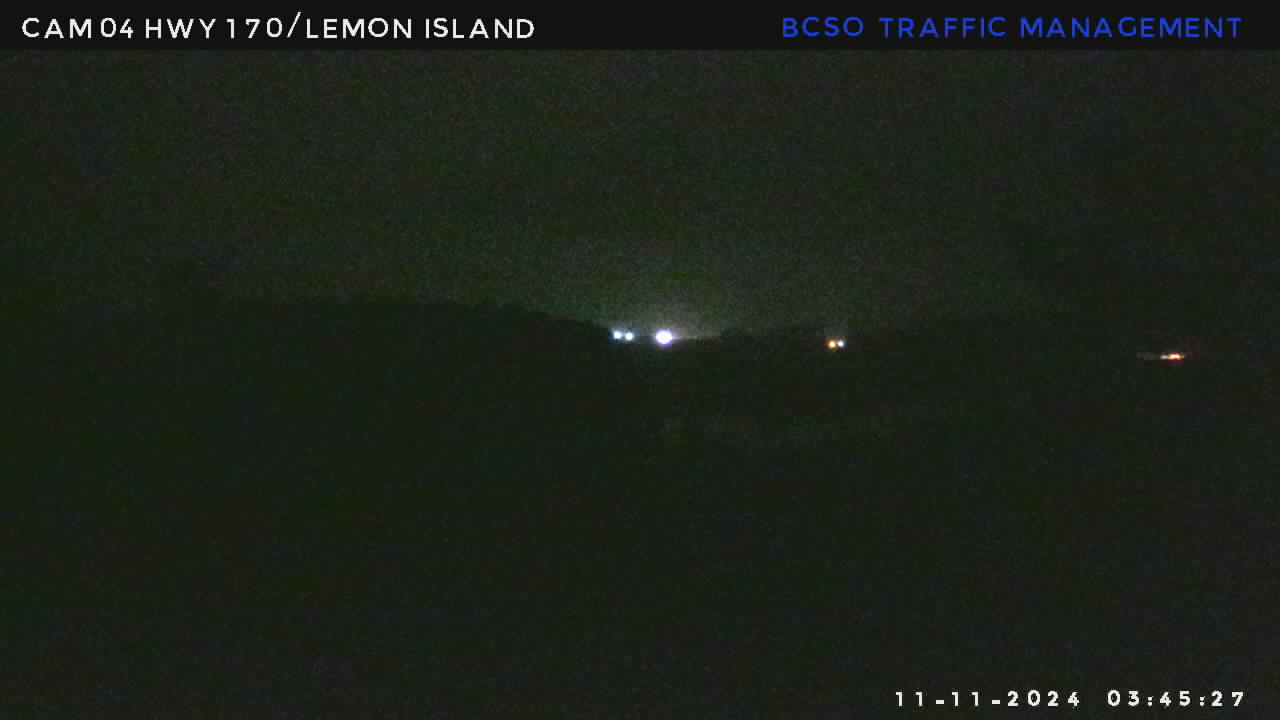 CAM 04 HWY 170/LEMON ISLAND
BCSO TRAFFIC MANAGEMENT
11-11-2024 03:45:27